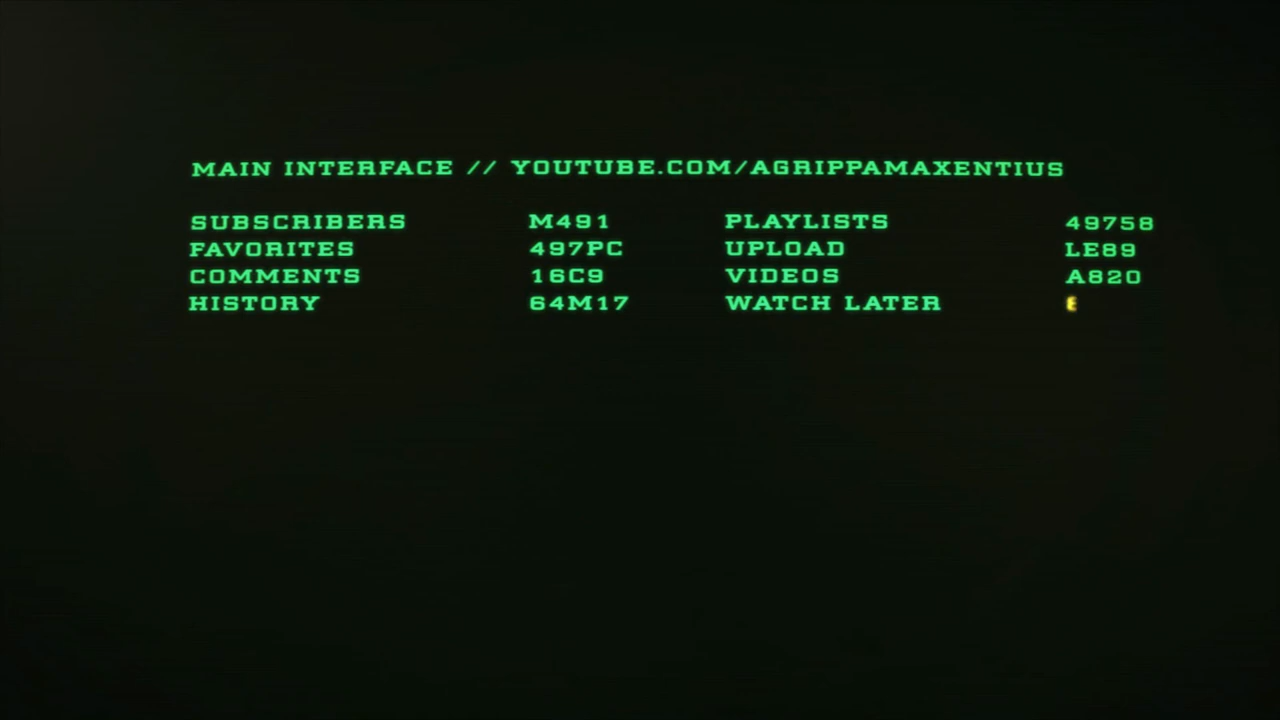 MAIN INTERFACE // YOUTUBE.COM/AGRIPPAMAXENTIUS
SUBSCRIBERS M491 PLAYLISTS 49758
FAVORITES 497PC UPLOAD LE89
COMMENTS 16C9 VIDEOS A820
HISTORY 64M17 WATCH LATER